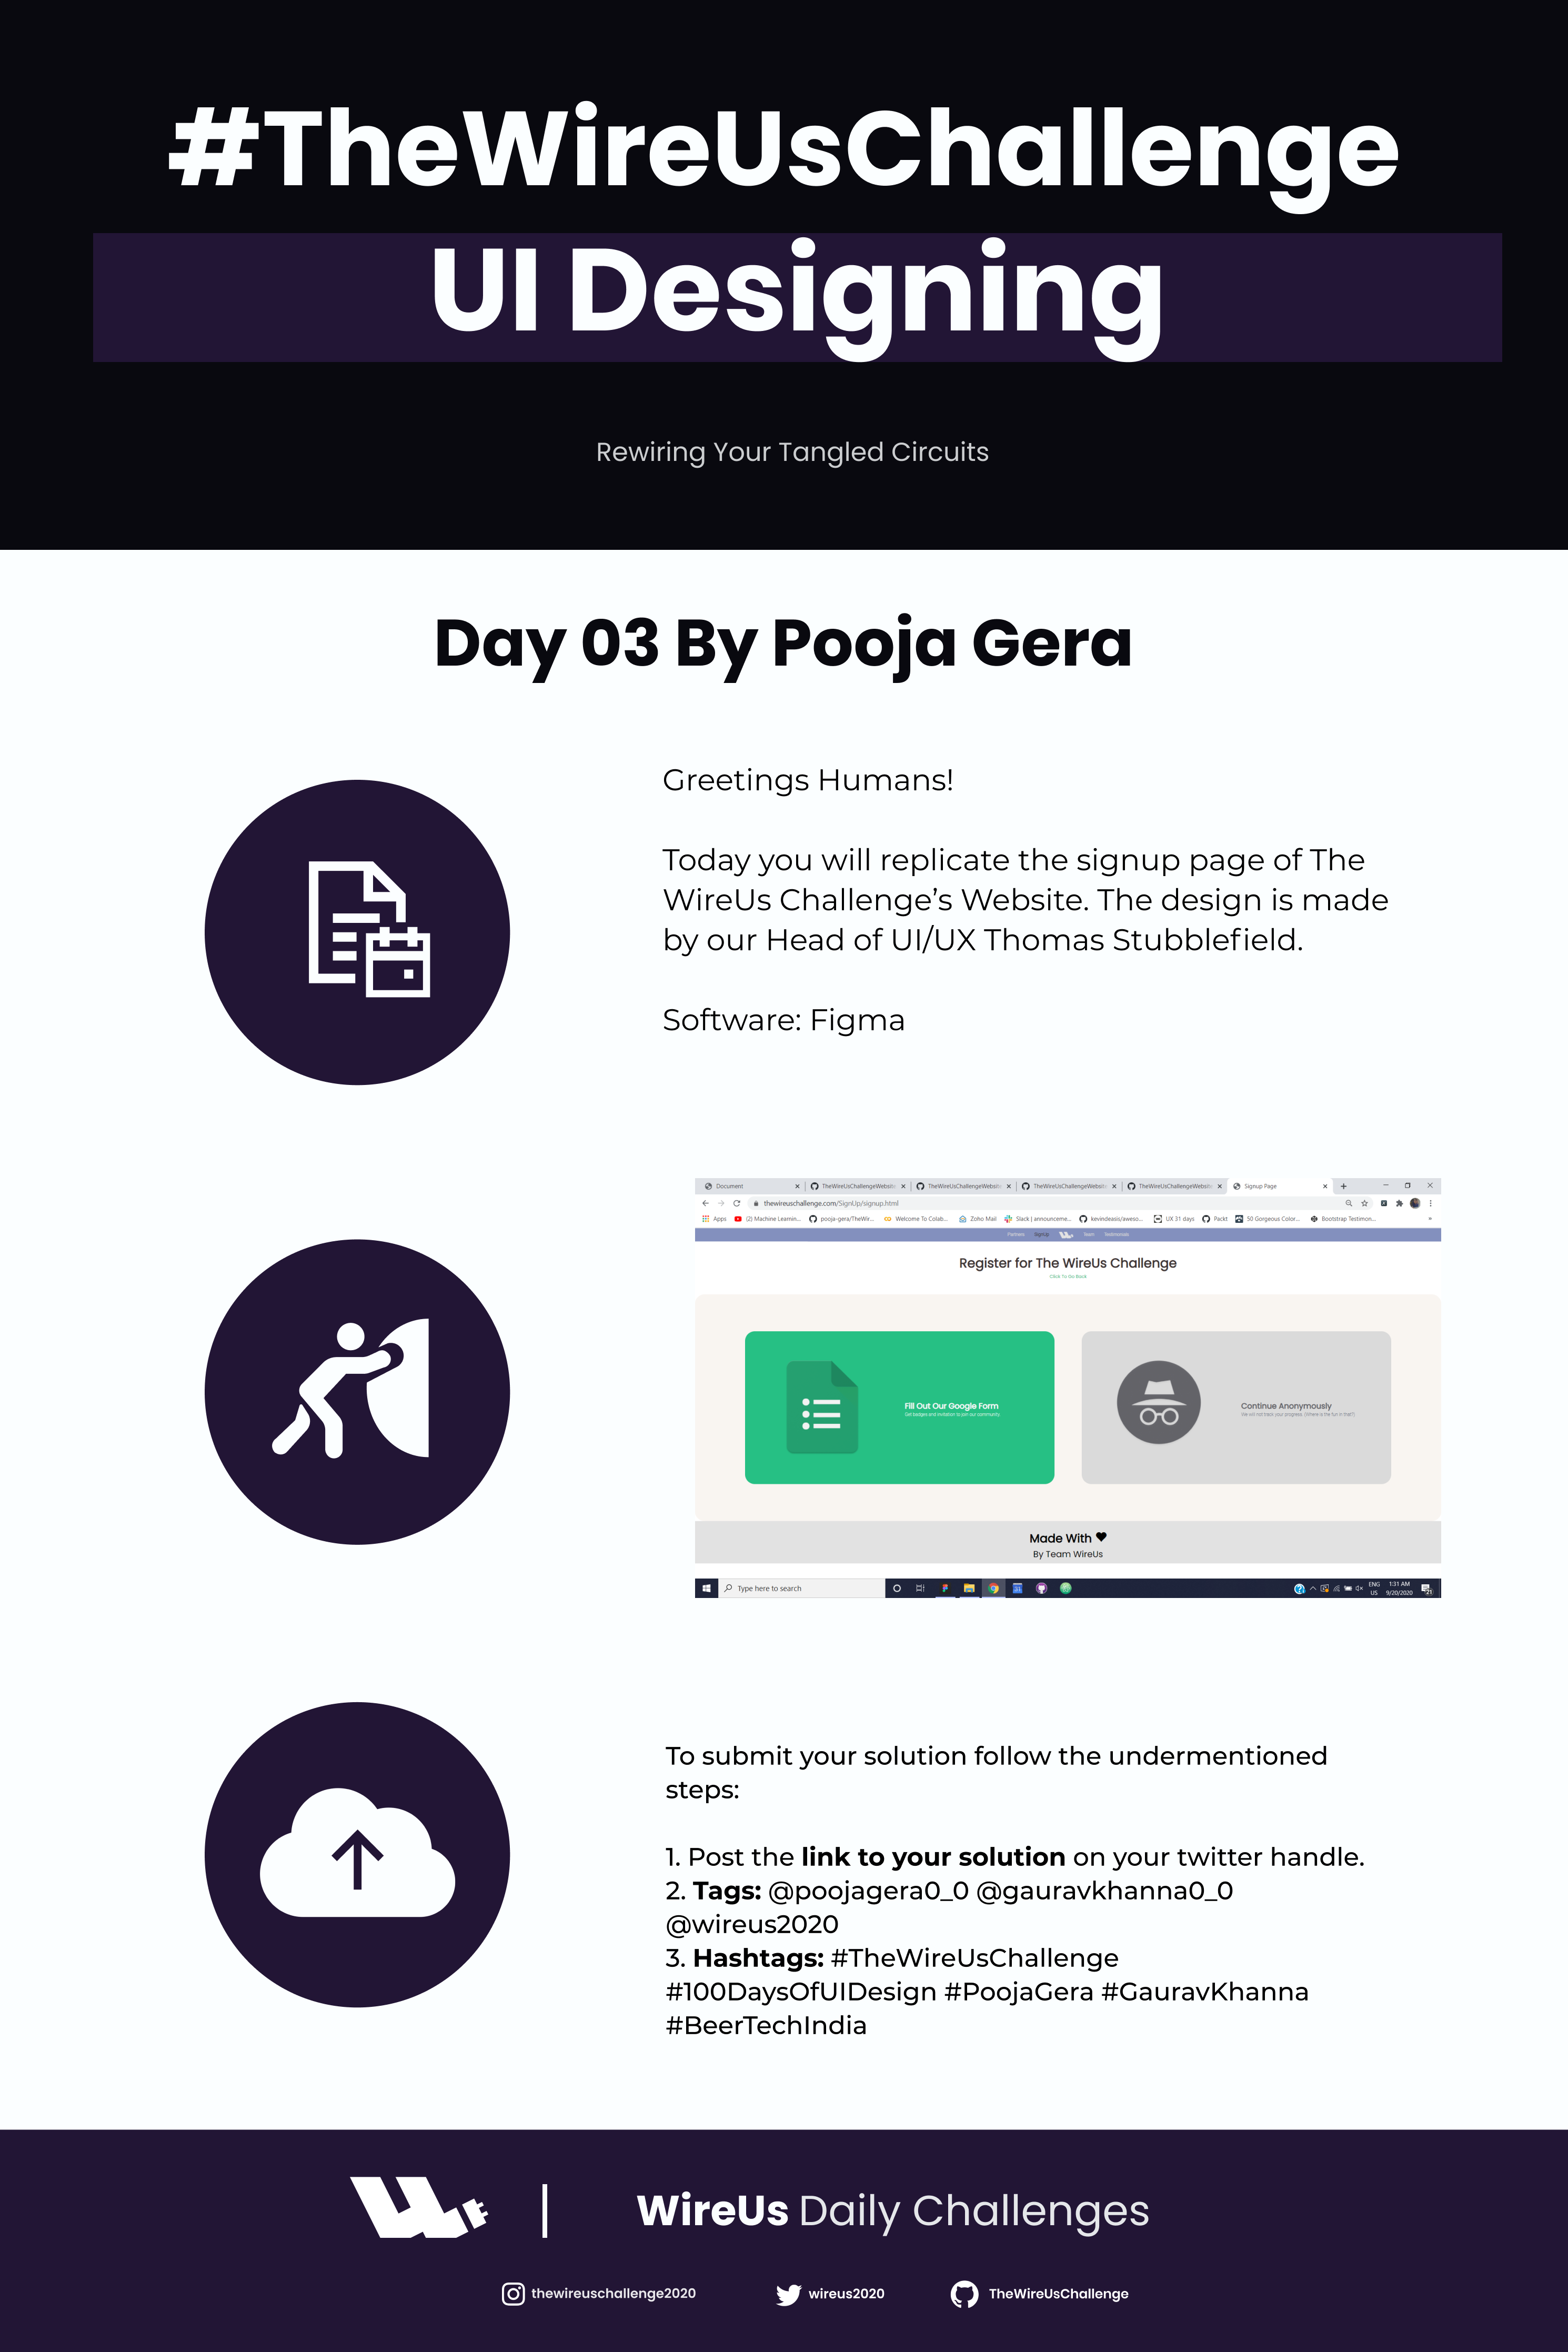 #TheWireUsChallenge
UI Designing
Rewiring Your Tangled Circuits
Day 03 By Pooja Gera
Greetings Humans!
Today you will replicate the signup page of The
WireUs Challenge’s Website. The design is made
by our Head of UI/UX Thomas Stubblefield.
Software: Figma
Document TheWireUsChallengeWebsite TheWireUsChallengeWebsite TheWireUsChallengeWebsite TheWireUsChallengeWebsite Signup Page
thewireuschallenge.com/SignUp/signup.html
Apps (2) Machine Learnin... pooja-gera/TheWir... Welcome To Colab... Zoho Mail Slack | announceme... kevindeasis/aweso... UX 31 days Packt 50 Gorgeous Color... Bootstrap Testimon... »
Partners SignUp Team Testimonials
Register for The WireUs Challenge
Click To Go Back
Fill Out Our Google Form
Get badges and invitation to join our community
Continue Anonymously
We will not track your progress. (Where is the fun in that?)
Made With
By Team WireUs
Type here to search
31
ENG
US
1:31 AM
9/20/2020
21
To submit your solution follow the undermentioned
steps:
1. Post the link to your solution on your twitter handle.
2. Tags: @poojagera0_0 @gauravkhanna0_0
@wireus2020
3. Hashtags: #TheWireUsChallenge
#100DaysOfUIDesign #PoojaGera #GauravKhanna
#BeerTechIndia
WireUs Daily Challenges
thewireuschallenge2020 wireus2020 TheWireUsChallenge